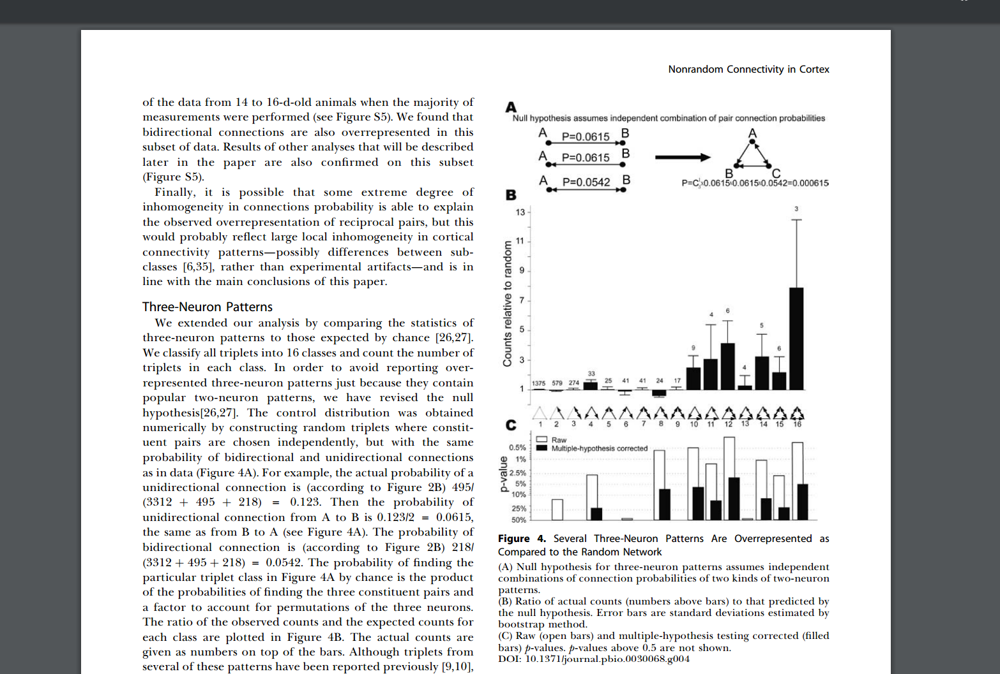 Nonrandom Connectivity in Cortex
of the data from 14 to 16-d-old animals when the majority of
measurements were performed (see Figure S5). We found that
bidirectional connections are also overrepresented in this
subset of data. Results of other analyses that will be described
later in the paper are also confirmed on this subset
(Figure S5).
Finally, it is possible that some extreme degree of
inhomogeneity in connections probability is able to explain
the observed overrepresentation of reciprocal pairs, but this
would probably reflect large local inhomogeneity in cortical
connectivity patterns—possibly differences between sub-
classes [6,35], rather than experimental artifacts—and is in
line with the main conclusions of this paper.
Three-Neuron Patterns
We extended our analysis by comparing the statistics of
three-neuron patterns to those expected by chance [26,27].
We classify all triplets into 16 classes and count the number of
triplets in each class. In order to avoid reporting over-
represented three-neuron patterns just because they contain
popular two-neuron patterns, we have revised the null
hypothesis[26,27]. The control distribution was obtained
numerically by constructing random triplets where constit-
uent pairs are chosen independently, but with the same
probability of bidirectional and unidirectional connections
as in data (Figure 4A). For example, the actual probability of a
unidirectional connection is (according to Figure 2B) 495/
(3312 + 495 + 218) = 0.123. Then the probability of
unidirectional connection from A to B is 0.123/2 = 0.0615,
the same as from B to A (see Figure 4A). The probability of
bidirectional connection is (according to Figure 2B) 218/
(3312 + 495 + 218) = 0.0542. The probability of finding the
particular triplet class in Figure 4A by chance is the product
of the probabilities of finding the three constituent pairs and
a factor to account for permutations of the three neurons.
The ratio of the observed counts and the expected counts for
each class are plotted in Figure 4B. The actual counts are
given as numbers on top of the bars. Although triplets from
several of these patterns have been reported previously [9,10],
A
Null hypothesis assumes independent combination of pair connection probabilities
A P=0.0615 B
A P=0.0615 B
A P=0.0542 B
A
B C
x0.0615x0.0615x0.0542=0.000615
B
Counts relative to random
13
11
9
7
5
3
1
1375 579 274 33 25 41 41 24 17 9 4 6 4 5 6 3
1 2 3 4 5 6 7 8 9 10 11 12 13 14 15 16
C
Raw
Multiple-hypothesis corrected
p-value
0.5%
1%
2.5%
5%
10%
25%
50%
Figure 4. Several Three-Neuron Patterns Are Overrepresented as
Compared to the Random Network
(A) Null hypothesis for three-neuron patterns assumes independent
combinations of connection probabilities of two kinds of two-neuron
patterns.
(B) Ratio of actual counts (numbers above bars) to that predicted by
the null hypothesis. Error bars are standard deviations estimated by
bootstrap method.
(C) Raw (open bars) and multiple-hypothesis testing corrected (filled
bars) p-values. p-values above 0.5 are not shown.
DOI: 10.1371/journal.pbio.0030068.g004